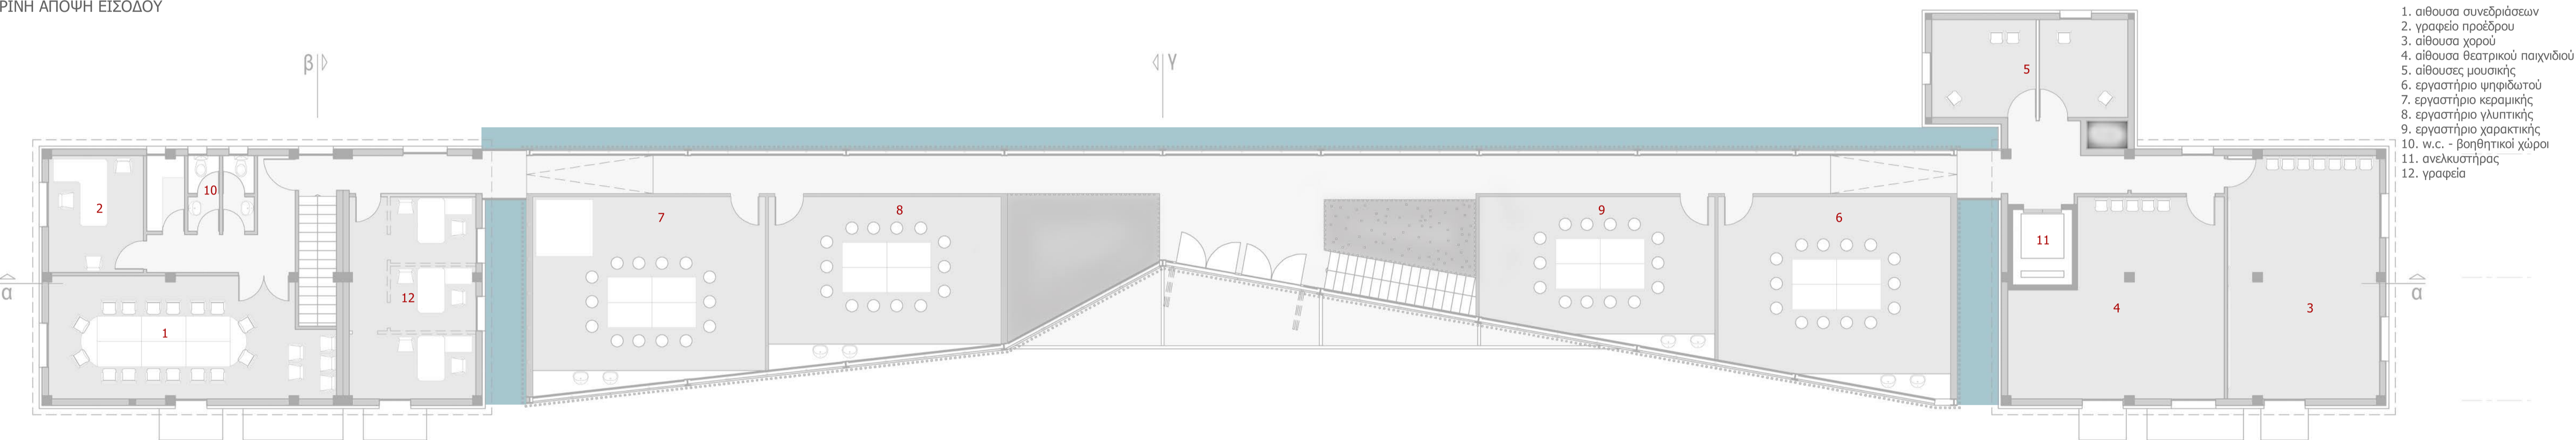 ΡΙΝΗ ΑΠΟΨΗ ΕΙΣΟΔΟΥ
1. αιθουσα συνεδριάσεων
2. γραφείο προέδρου
3. αίθουσα χορού
4. αίθουσα θεατρικού παιχνιδιού
5. αίθουσες μουσικής
6. εργαστήριο ψηφιδωτού
7. εργαστήριο κεραμικής
8. εργαστήριο γλυπτικής
9. εργαστήριο χαρακτικής
10. w.c. - βοηθητικοί χώροι
11. ανελκυστήρας
12. γραφεία
β
γ
5
10
2
7
8
9
6
11
α
α
12
1
4
3